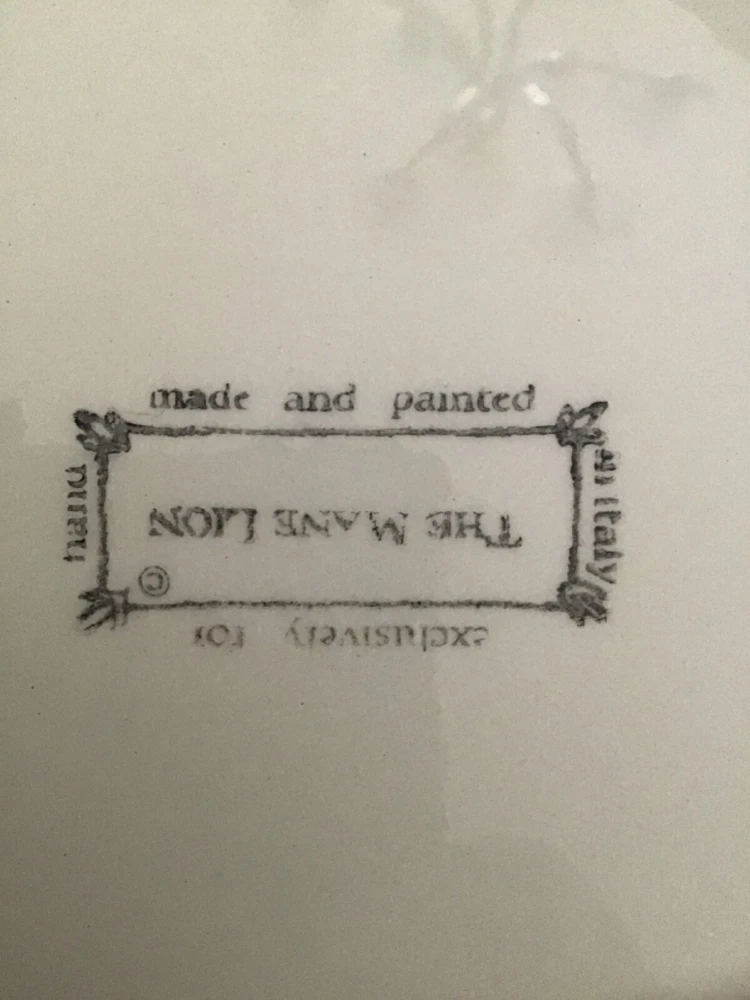 hand
made and painted
in Italy
exclusively for
THE MANE LION
©